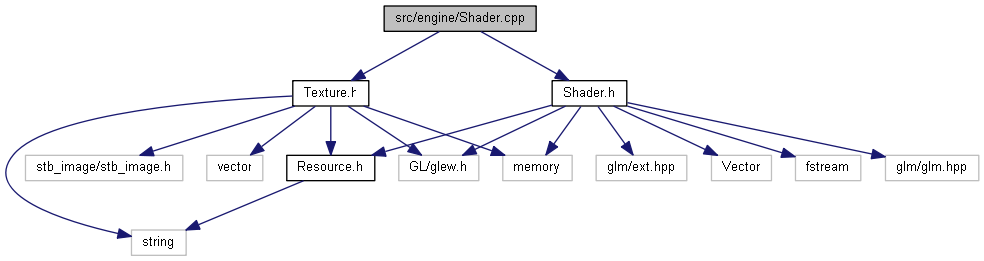 src/engine/Shader.cpp
Texture.h
Shader.h
stb_image/stb_image.h
vector
Resource.h
GL/glew.h
memory
glm/ext.hpp
Vector
fstream
glm/glm.hpp
string